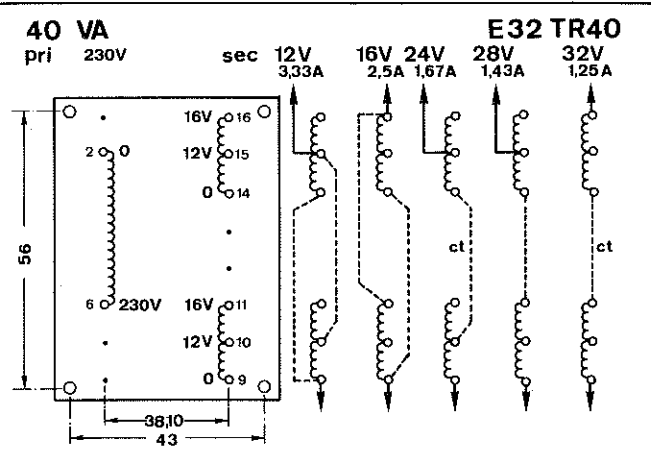 40 VA E32 TR40
pri 230V sec 12V 16V 24V 28V 32V
3,33A 2,5A 1,67A 1,43A 1,25A
16V 16
2 0 12V 15
0 14
56
ct ct
6 230V 16V 11
12V 10
0 9
38,10
43